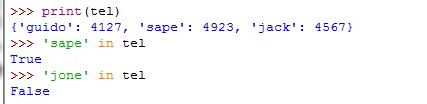 >>> print(tel)
{'guido': 4127, 'sape': 4923, 'jack': 4567}
>>> 'sape' in tel
True
>>> 'jone' in tel
False